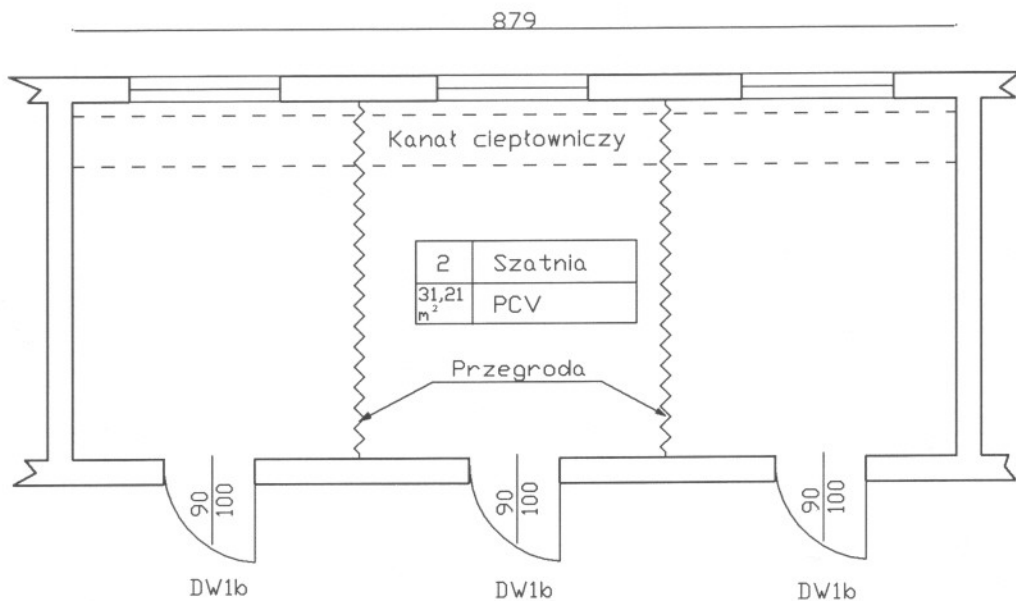 879
Kanał ciepłowniczy
2 Szatnia
31,21 m² PCV
Przegroda
90
100
90
100
90
100
DW1b
DW1b
DW1b